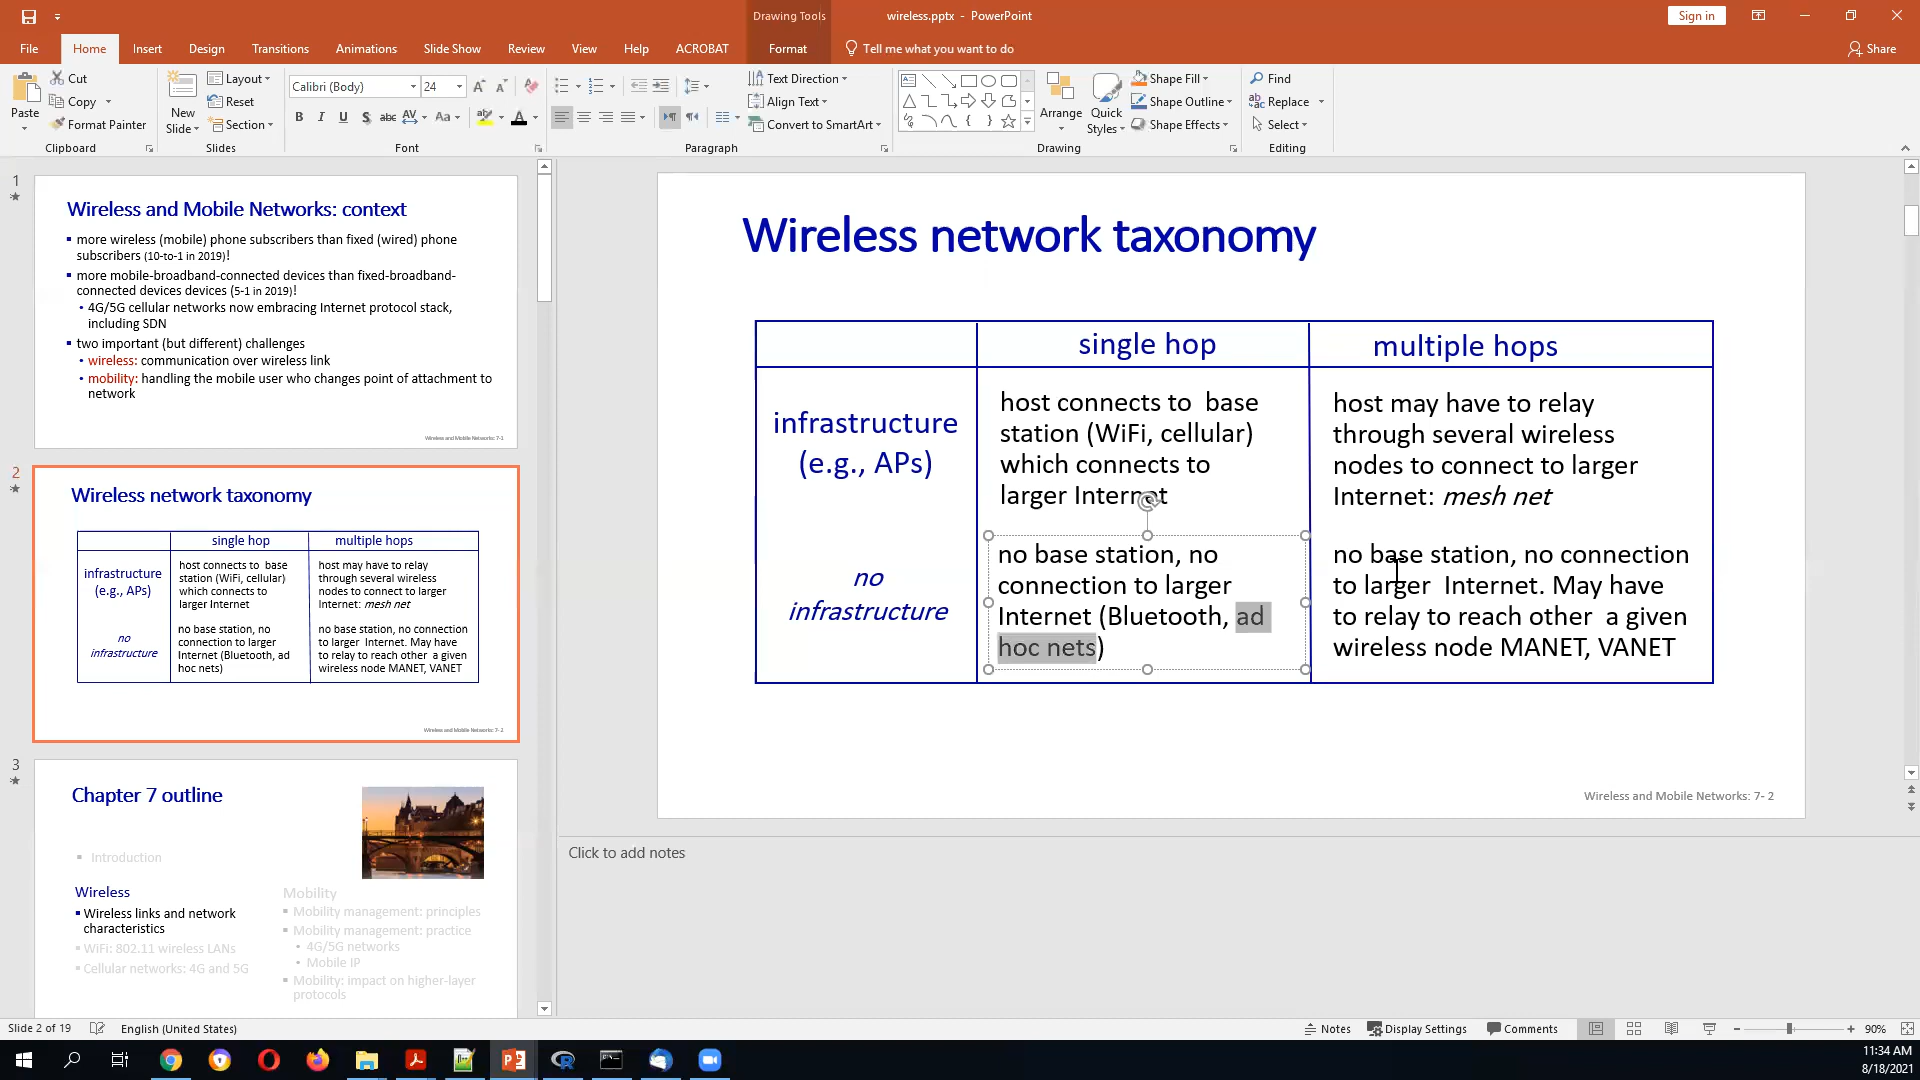 Drawing Tools
wireless.pptx - PowerPoint
Sign in
File Home Insert Design Transitions Animations Slide Show Review View Help ACROBAT Format Tell me what you want to do Share
Paste
Cut
Copy
Format Painter
Clipboard
New
Slide
Layout
Reset
Section
Slides
Calibri (Body) 24
B I U S abc AV Aa A
Font
Text Direction
Align Text
Convert to SmartArt
Paragraph
Arrange
Quick
Styles
Shape Fill
Shape Outline
Shape Effects
Drawing
Find
Replace
Select
Editing
1
Wireless and Mobile Networks: context
more wireless (mobile) phone subscribers than fixed (wired) phone
subscribers (10-to-1 in 2019)!
more mobile-broadband-connected devices than fixed-broadband-
connected devices devices (5-1 in 2019)!
4G/5G cellular networks now embracing Internet protocol stack,
including SDN
two important (but different) challenges
wireless: communication over wireless link
mobility: handling the mobile user who changes point of attachment to
network
Wireless and Mobile Networks: 7-1
2
Wireless network taxonomy
single hop multiple hops
infrastructure
(e.g., APs)
host connects to base
station (WiFi, cellular)
which connects to
larger Internet
host may have to relay
through several wireless
nodes to connect to larger
Internet: mesh net
no
infrastructure
no base station, no
connection to larger
Internet (Bluetooth, ad
hoc nets)
no base station, no connection
to larger Internet. May have
to relay to reach other a given
wireless node MANET, VANET
Wireless and Mobile Networks: 7- 2
3
Chapter 7 outline
Introduction
Wireless
Wireless links and network
characteristics
WiFi: 802.11 wireless LANs
Cellular networks: 4G and 5G
Mobility
Mobility management: principles
Mobility management: practice
4G/5G networks
Mobile IP
Mobility: impact on higher-layer
protocols
Wireless network taxonomy
single hop multiple hops
infrastructure
(e.g., APs)
host connects to base
station (WiFi, cellular)
which connects to
larger Internet
host may have to relay
through several wireless
nodes to connect to larger
Internet: mesh net
no
infrastructure
no base station, no
connection to larger
Internet (Bluetooth, ad
hoc nets)
no base station, no connection
to larger Internet. May have
to relay to reach other a given
wireless node MANET, VANET
Wireless and Mobile Networks: 7- 2
Click to add notes
Slide 2 of 19 English (United States) Notes Display Settings Comments 90%
11:34 AM
8/18/2021